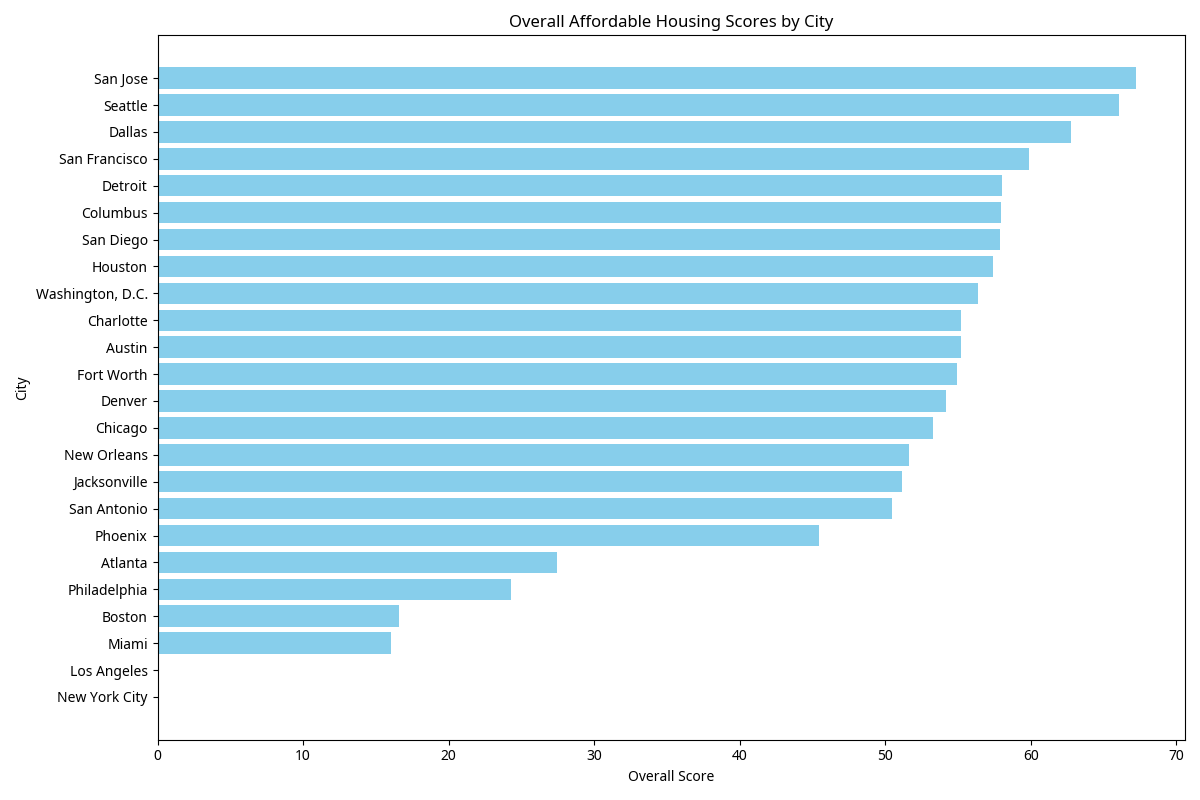 Overall Affordable Housing Scores by City
San Jose
Seattle
Dallas
San Francisco
Detroit
Columbus
San Diego
Houston
Washington, D.C.
Charlotte
Austin
Fort Worth
Denver
Chicago
New Orleans
Jacksonville
San Antonio
Phoenix
Atlanta
Philadelphia
Boston
Miami
Los Angeles
New York City
City
0 10 20 30 40 50 60 70
Overall Score